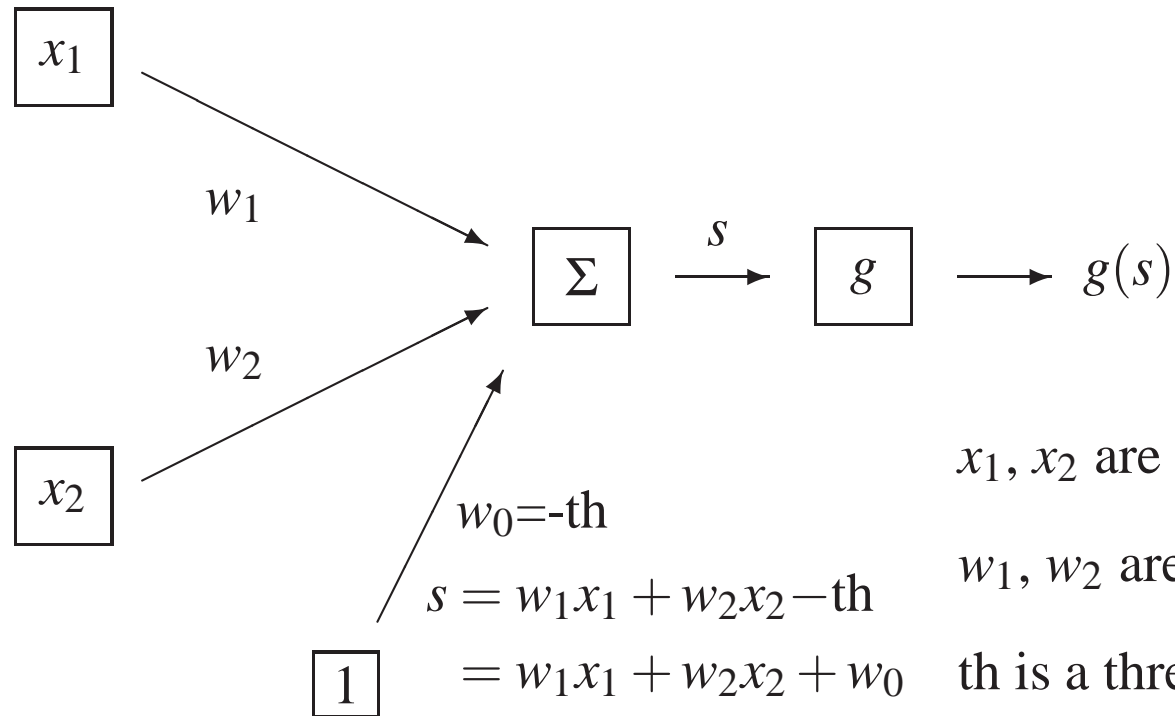 x₁
w₁
s
Σ
g
g(s)
w₂
x₂
x₁, x₂ are
w₀=-th
w₁, w₂ are
s = w₁x₁ + w₂x₂−th
1
= w₁x₁ + w₂x₂ + w₀
th is a thre